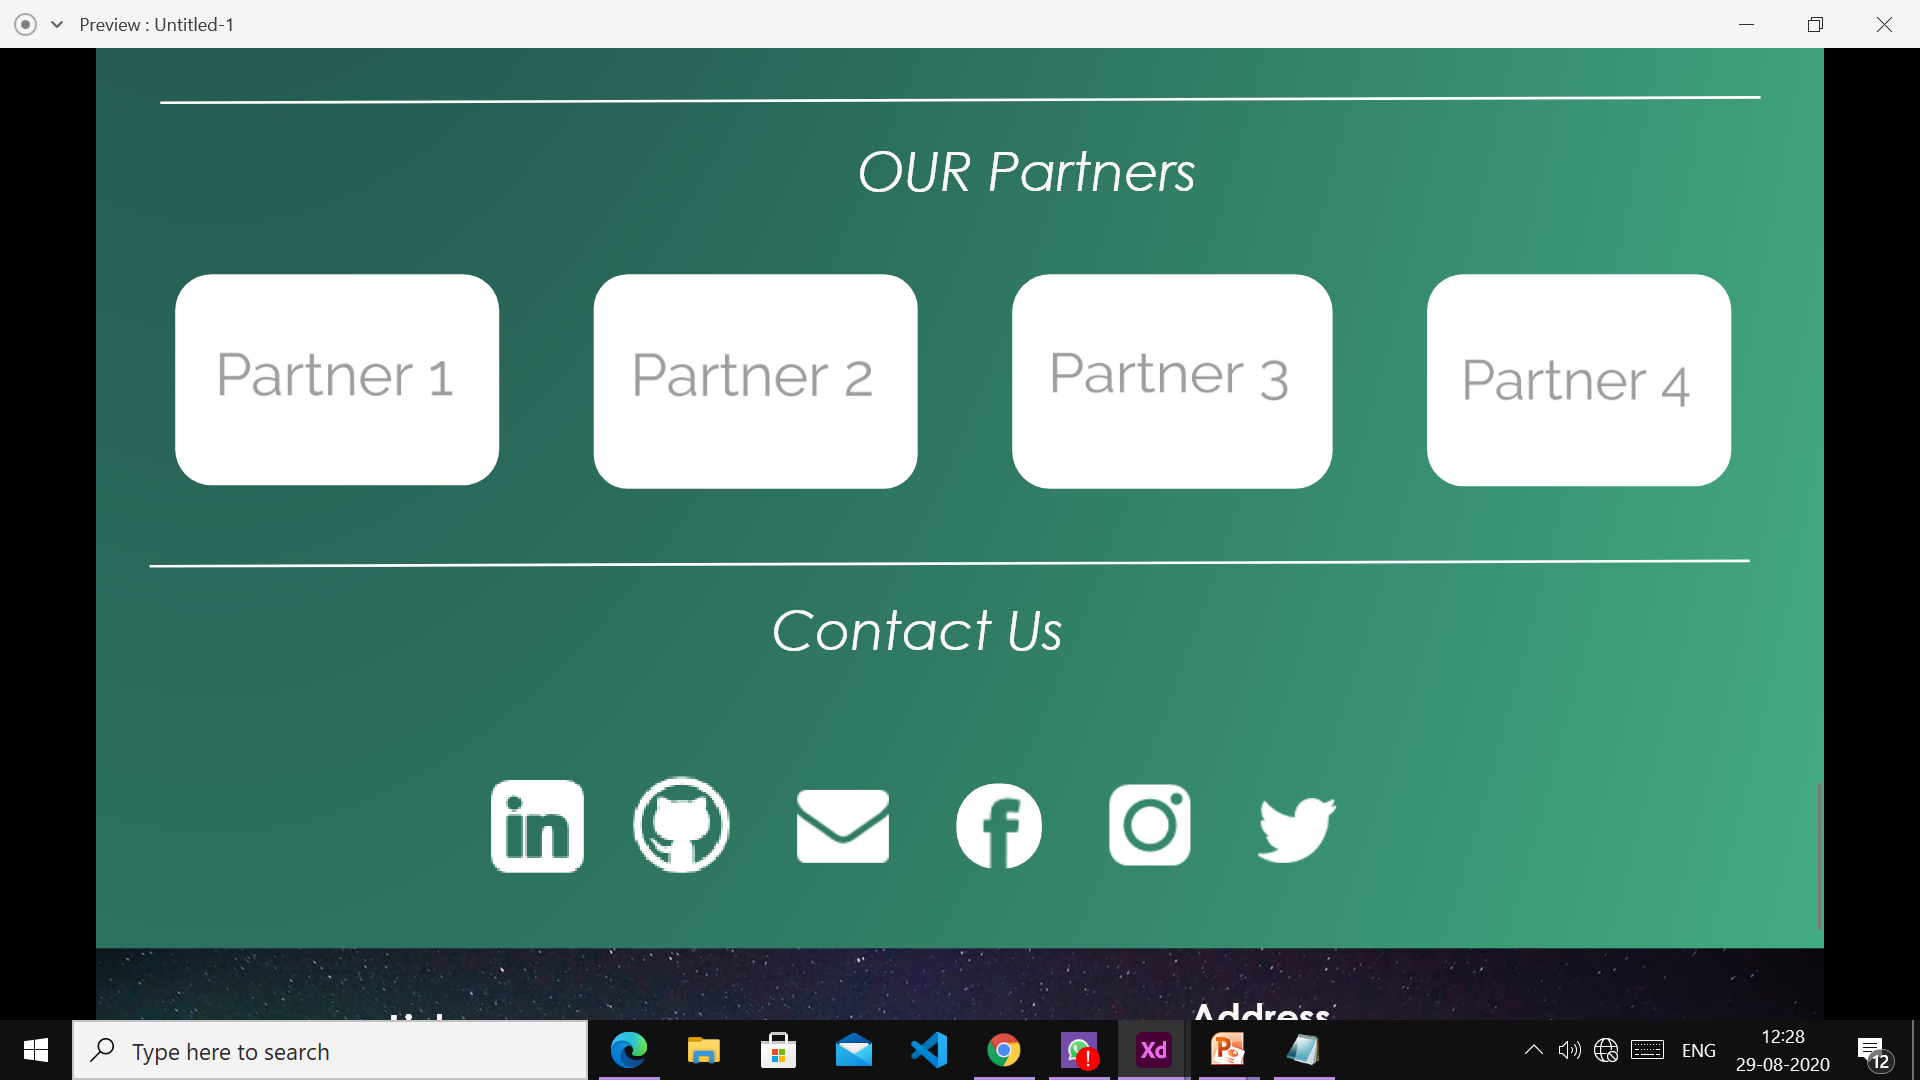 Preview : Untitled-1
OUR Partners
Partner 1
Partner 2
Partner 3
Partner 4
Contact Us
in
f
Address
Type here to search
Xd
ENG
12:28
29-08-2020
12